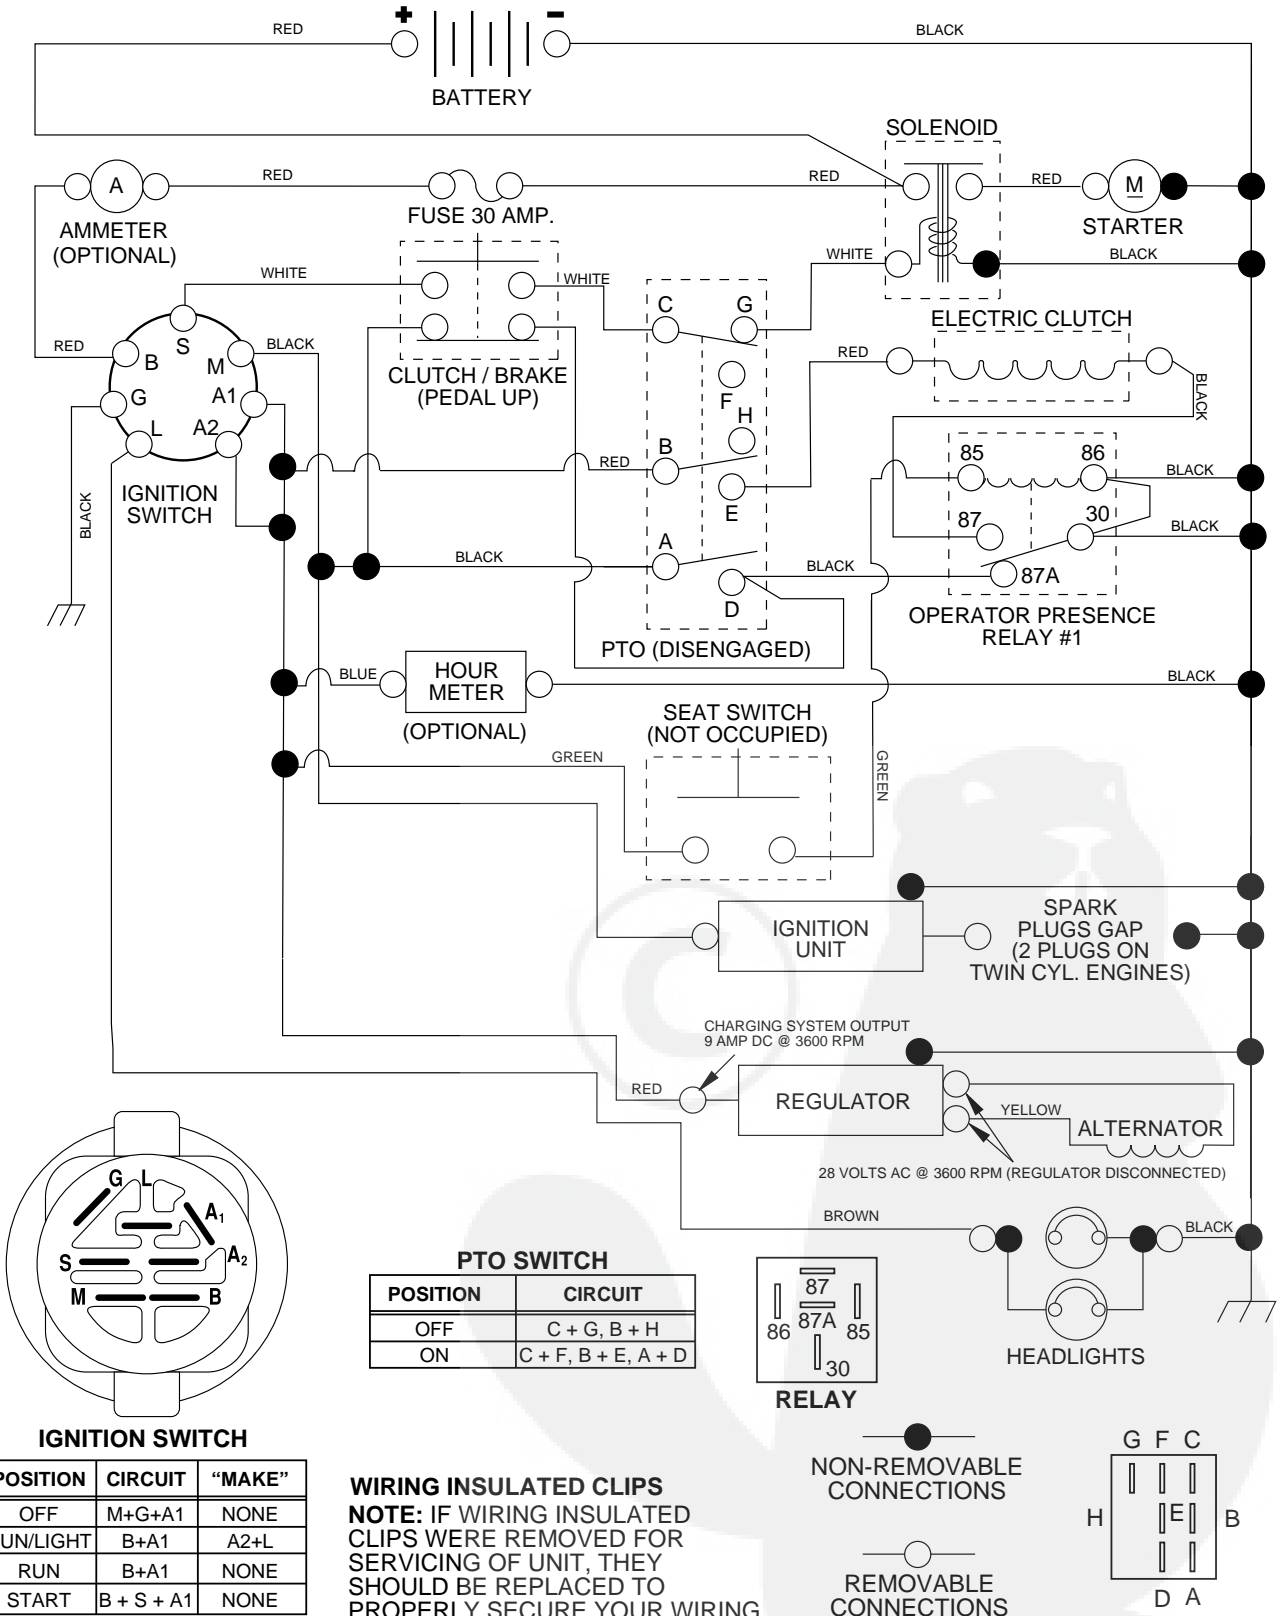 RED
+
-
BLACK
BATTERY
SOLENOID
A
RED
RED
RED
M
AMMETER
(OPTIONAL)
FUSE 30 AMP.
STARTER
WHITE
WHITE
WHITE
BLACK
C
G
ELECTRIC CLUTCH
RED
B
S
M
BLACK
G
A1
L
A2
CLUTCH / BRAKE
(PEDAL UP)
F
H
RED
BLACK
B
RED
E
85
86
BLACK
87
30
BLACK
IGNITION
SWITCH
BLACK
A
BLACK
D
BLACK
87A
OPERATOR PRESENCE
RELAY #1
PTO (DISENGAGED)
BLUE
HOUR
METER
(OPTIONAL)
BLACK
SEAT SWITCH
(NOT OCCUPIED)
GREEN
GREEN
IGNITION
UNIT
SPARK
PLUGS GAP
(2 PLUGS ON
TWIN CYL. ENGINES)
©
CHARGING SYSTEM OUTPUT
9 AMP DC @ 3600 RPM
RED
REGULATOR
YELLOW
ALTERNATOR
28 VOLTS AC @ 3600 RPM (REGULATOR DISCONNECTED)
BROWN
BLACK
HEADLIGHTS
G
L
A1
A2
S
M
B
IGNITION SWITCH
POSITION CIRCUIT "MAKE"
OFF M+G+A1 NONE
UN/LIGHT B+A1 A2+L
RUN B+A1 NONE
START B + S + A1 NONE
PTO SWITCH
POSITION CIRCUIT
OFF C + G, B + H
ON C + F, B + E, A + D
87
86
87A
85
30
RELAY
WIRING INSULATED CLIPS
NOTE: IF WIRING INSULATED
CLIPS WERE REMOVED FOR
SERVICING OF UNIT, THEY
SHOULD BE REPLACED TO
PROPERLY SECURE YOUR WIRING
NON-REMOVABLE
CONNECTIONS
REMOVABLE
CONNECTIONS
G F C
H
E
B
D A